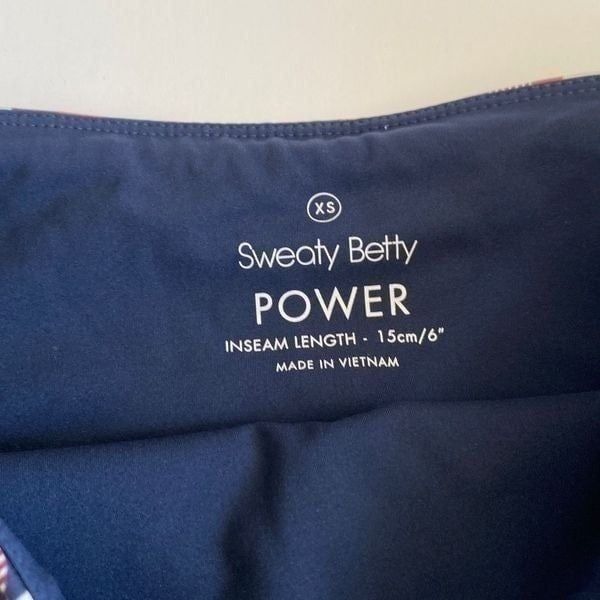 XS
Sweaty Betty
POWER
INSEAM LENGTH - 15cm/6"
MADE IN VIETNAM